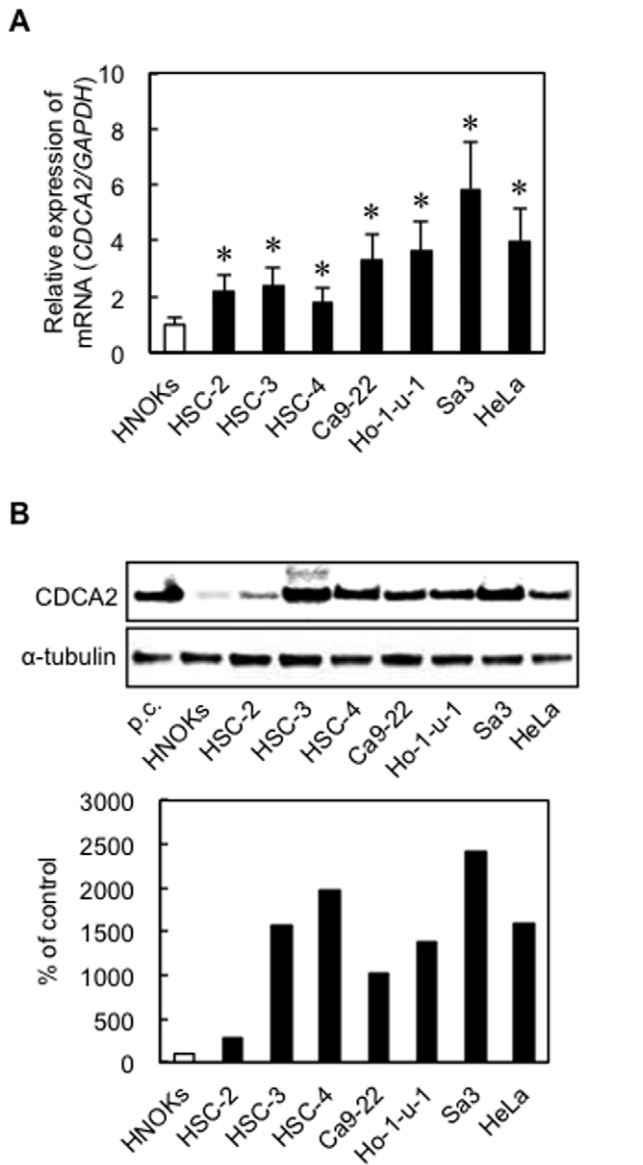 A
Relative expression of
mRNA (CDCA2/GAPDH)
10
8
6
4
2
0
*
*
*
*
*
*
*
HNOKs
HSC-2
HSC-3
HSC-4
Ca9-22
Ho-1-u-1
Sa3
HeLa
B
CDCA2
α-tubulin
p.c.
HNOKs
HSC-2
HSC-3
HSC-4
Ca9-22
Ho-1-u-1
Sa3
HeLa
% of control
3000
2500
2000
1500
1000
500
0
HNOKs
HSC-2
HSC-3
HSC-4
Ca9-22
Ho-1-u-1
Sa3
HeLa